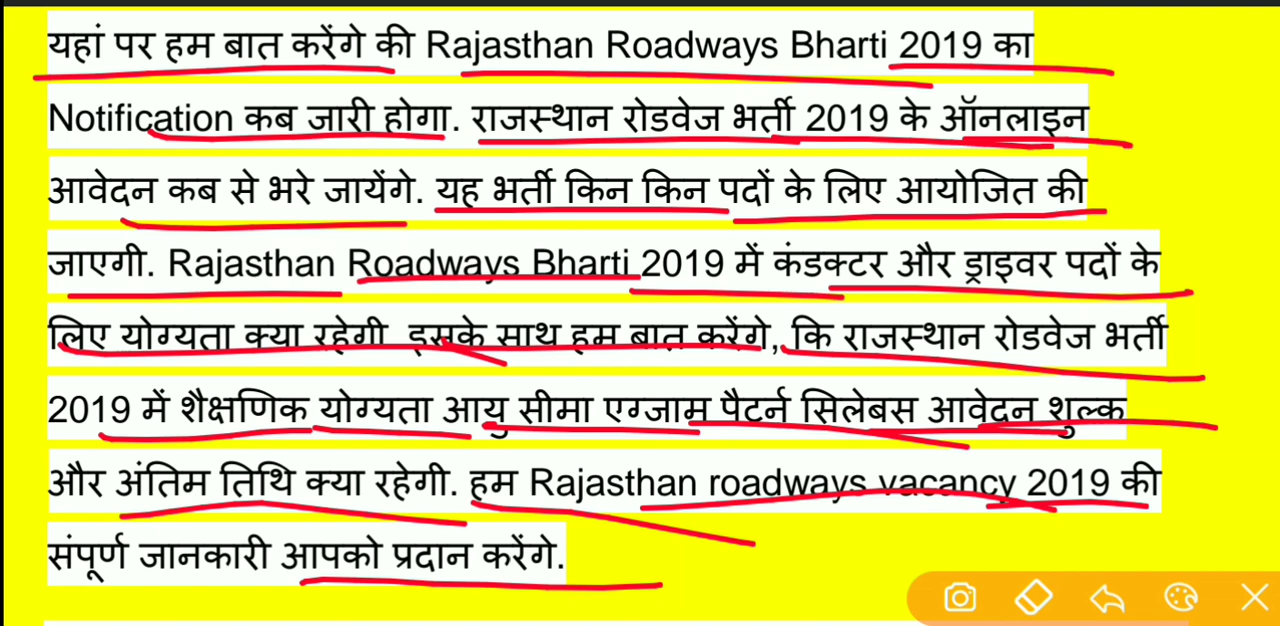 यहां पर हम बात करेंगे की Rajasthan Roadways Bharti 2019 का
Notification कब जारी होगा. राजस्थान रोडवेज भर्ती 2019 के ऑनलाइन
आवेदन कब से भरे जायेंगे. यह भर्ती किन किन पदों के लिए आयोजित की
जाएगी. Rajasthan Roadways Bharti 2019 में कंडक्टर और ड्राइवर पदों के
लिए योग्यता क्या रहेगी इसके साथ हम बात करेंगे, कि राजस्थान रोडवेज भर्ती
2019 में शैक्षणिक योग्यता आयु सीमा एग्जाम पैटर्न सिलेबस आवेदन शुल्क
और अंतिम तिथि क्या रहेगी. हम Rajasthan roadways vacancy 2019 की
संपूर्ण जानकारी आपको प्रदान करेंगे.